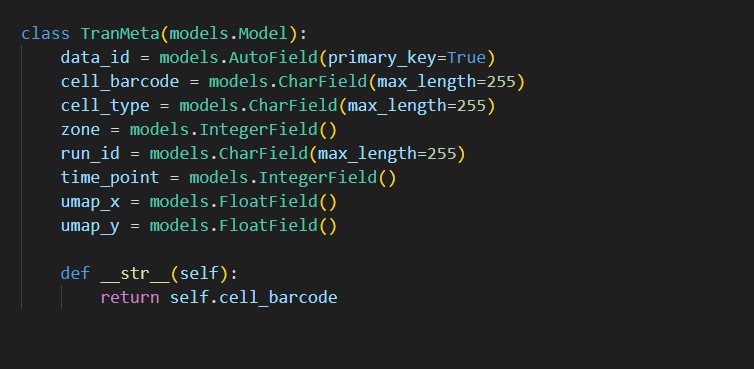 class TranMeta(models.Model):
    data_id = models.AutoField(primary_key=True)
    cell_barcode = models.CharField(max_length=255)
    cell_type = models.CharField(max_length=255)
    zone = models.IntegerField()
    run_id = models.CharField(max_length=255)
    time_point = models.IntegerField()
    umap_x = models.FloatField()
    umap_y = models.FloatField()
    def __str__(self):
        return self.cell_barcode